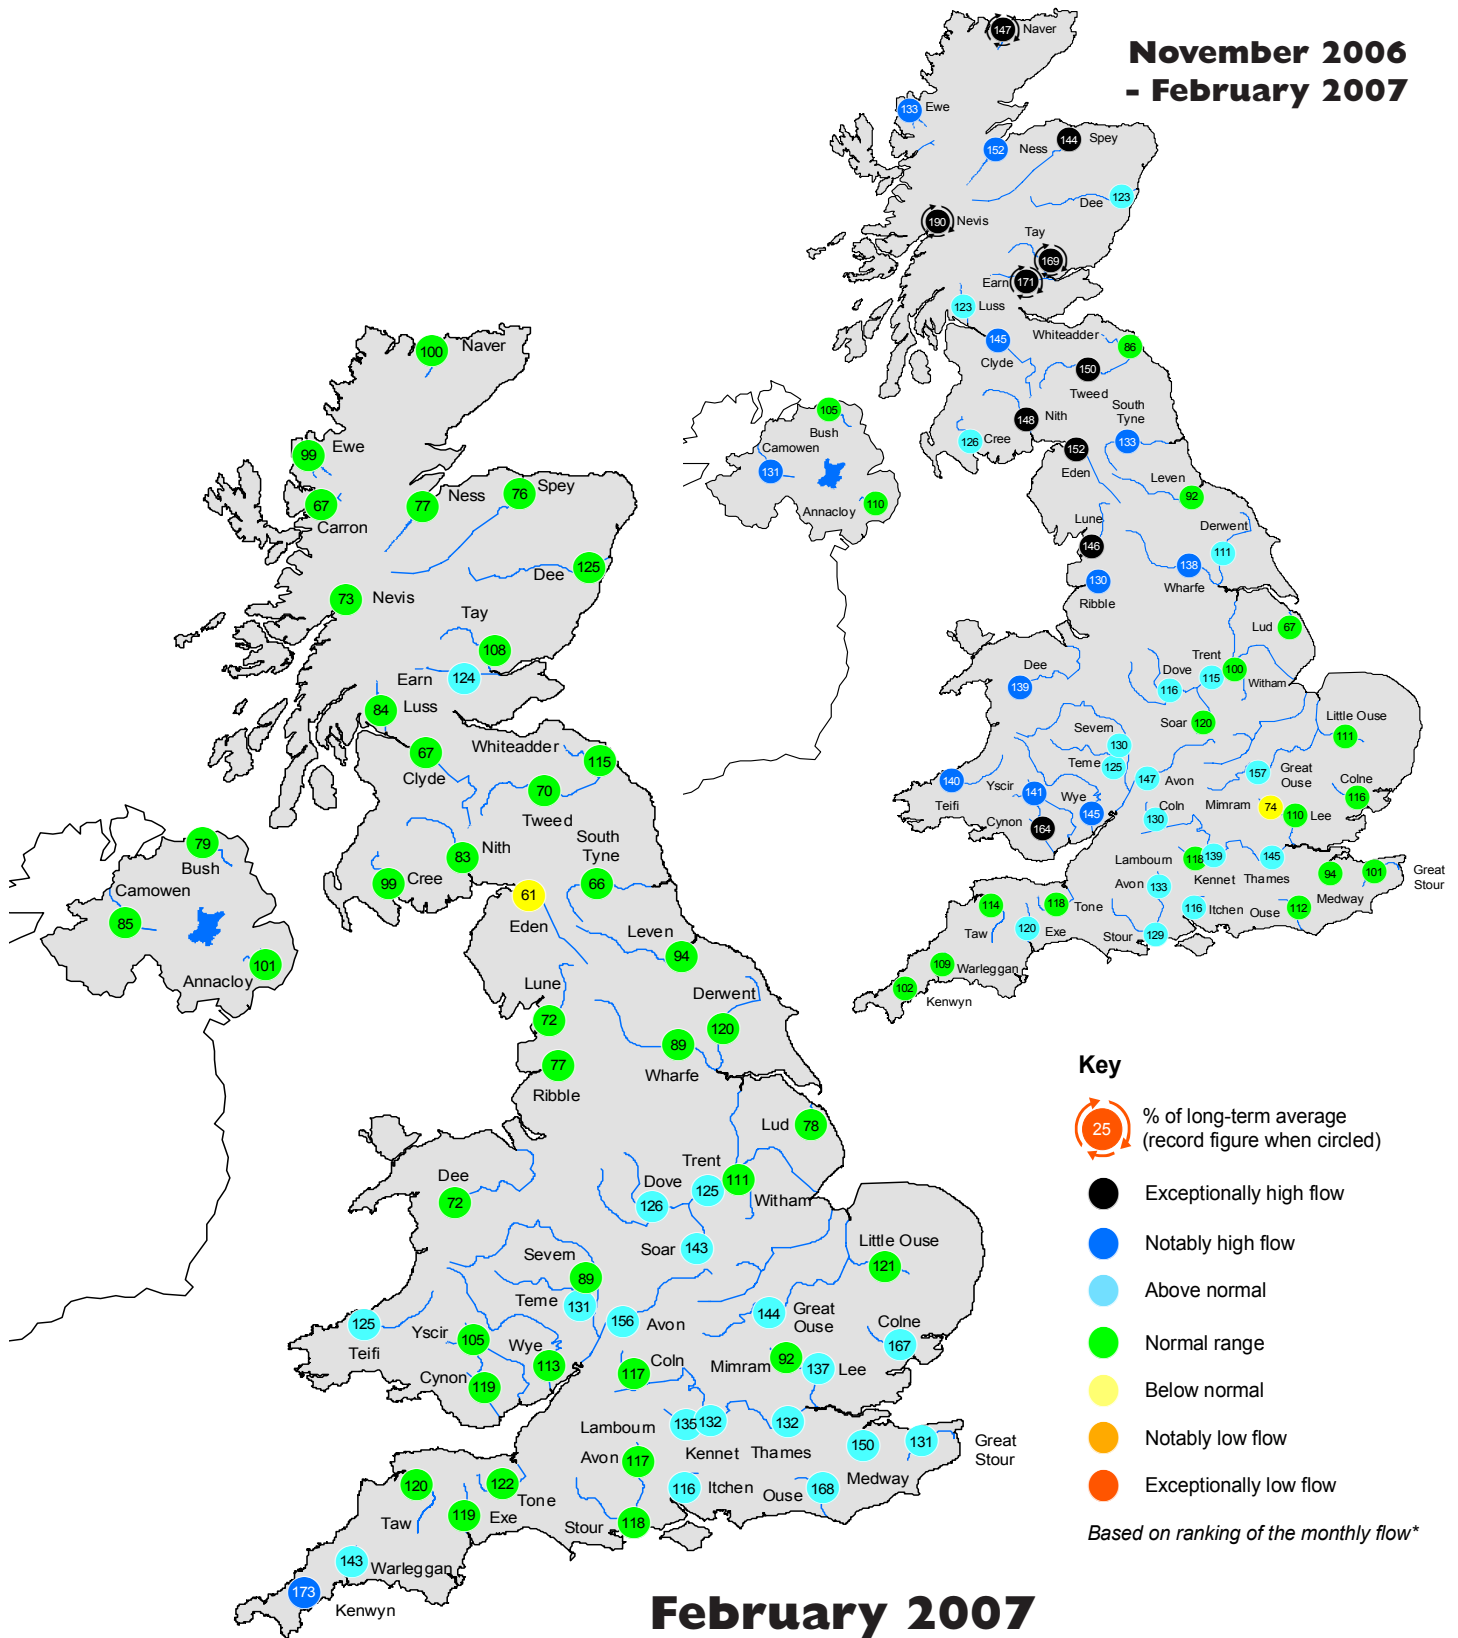 November 2006
- February 2007
147 Naver
133 Ewe
152 Ness
144 Spey
Dee 123
190 Nevis
Tay
169
Earn 171
123 Luss
145
Clyde
Whiteadder
86
150
Tweed
148 Nith
126 Cree
South
Tyne
133
152
Eden
105
Bush
Camowen
131
Annacloy
110
Leven
92
Lune
146
Derwent
111
138
Wharfe
130
Ribble
Lud 67
Dee
139
Trent
Dove 115 100
116 Witham
Soar 120
Little Ouse
111
Severn
130
Teme 125
147 Avon
157 Great
Ouse
Colne
116
140
Teifi
Yscir 141
Wye
145
Cynon
164
Coln
130
Mimram 74
110 Lee
Lambourn 118 139
Kennet
145
Thames
94
Medway
101
Great
Stour
Avon
133
116 Itchen
Ouse 112
114
Taw
118 Tone
120
Exe
Stour 129
109
Warleggan
102
Kenwyn
100 Naver
99 Ewe
67
Carron
77 Ness
76 Spey
Dee 125
73 Nevis
Tay
108
Earn 124
84 Luss
67
Clyde
Whiteadder
115
70
Tweed
83 Nith
99 Cree
South
Tyne
66
61
Eden
79
Bush
Camowen
85
Annacloy
101
Leven
94
Lune
72
Derwent
120
89
Wharfe
77
Ribble
Lud 78
Dee
72
Trent
Dove 125 111
126 Witham
Soar 143
Little Ouse
121
Severn
89
Teme 131
156 Avon
144 Great
Ouse
Colne
167
125
Teifi
Yscir 105
Wye
113
Cynon
119
Coln
117
Mimram 92
137 Lee
Lambourn 135 132
Kennet
132
Thames
150
Medway
131
Great
Stour
Avon 117
116 Itchen
Ouse 168
120
Taw
122 Tone
119 Exe
Stour 118
143
Warleggan
173
Kenwyn
Key
25
% of long-term average
(record figure when circled)
Exceptionally high flow
Notably high flow
Above normal
Normal range
Below normal
Notably low flow
Exceptionally low flow
Based on ranking of the monthly flow*
February 2007